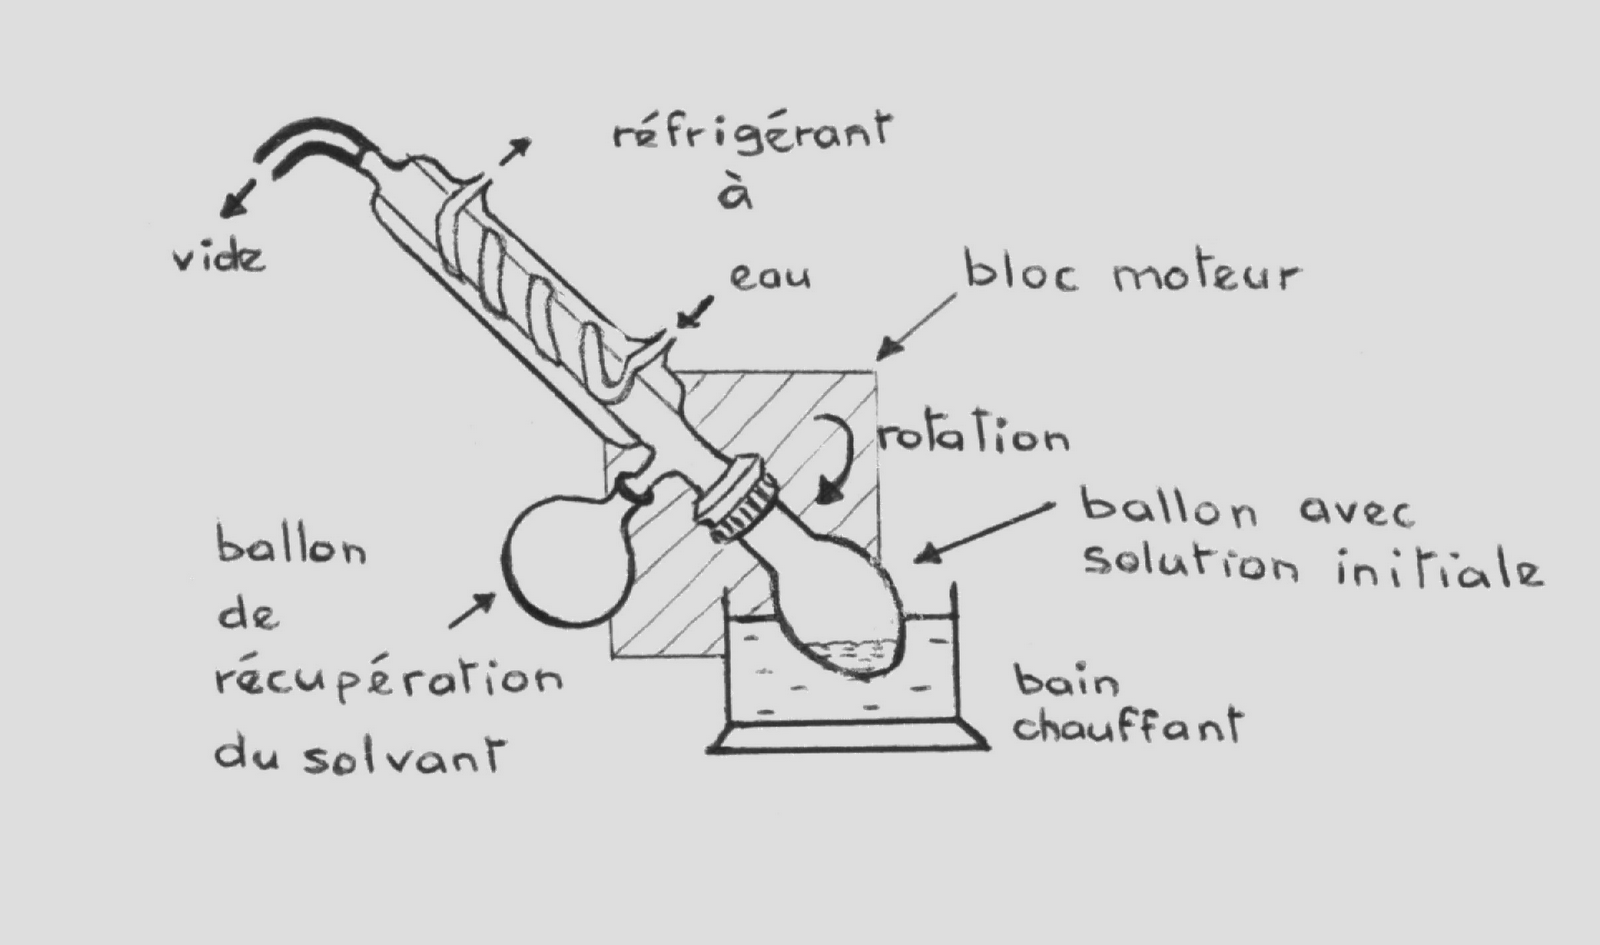 réfrigérant
à
eau
vide
bloc moteur
rotation
ballon avec
solution initiale
ballon
de
récupération
du solvant
bain
chauffant